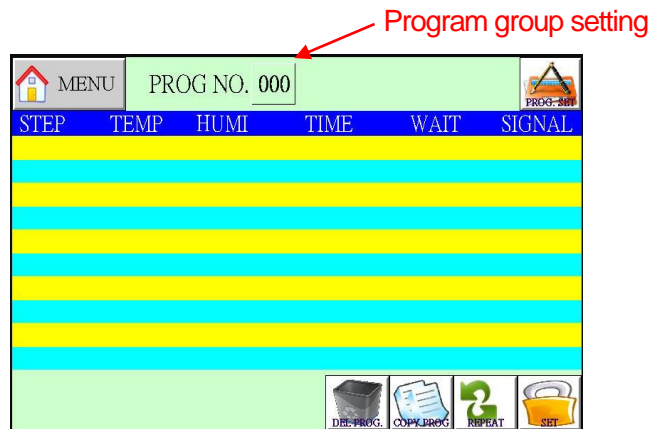 Program group setting
MENU PROG NO. 000 PROG. SET
STEP TEMP HUMI TIME WAIT SIGNAL
DEL PROG. COPY PROG REPEAT SET